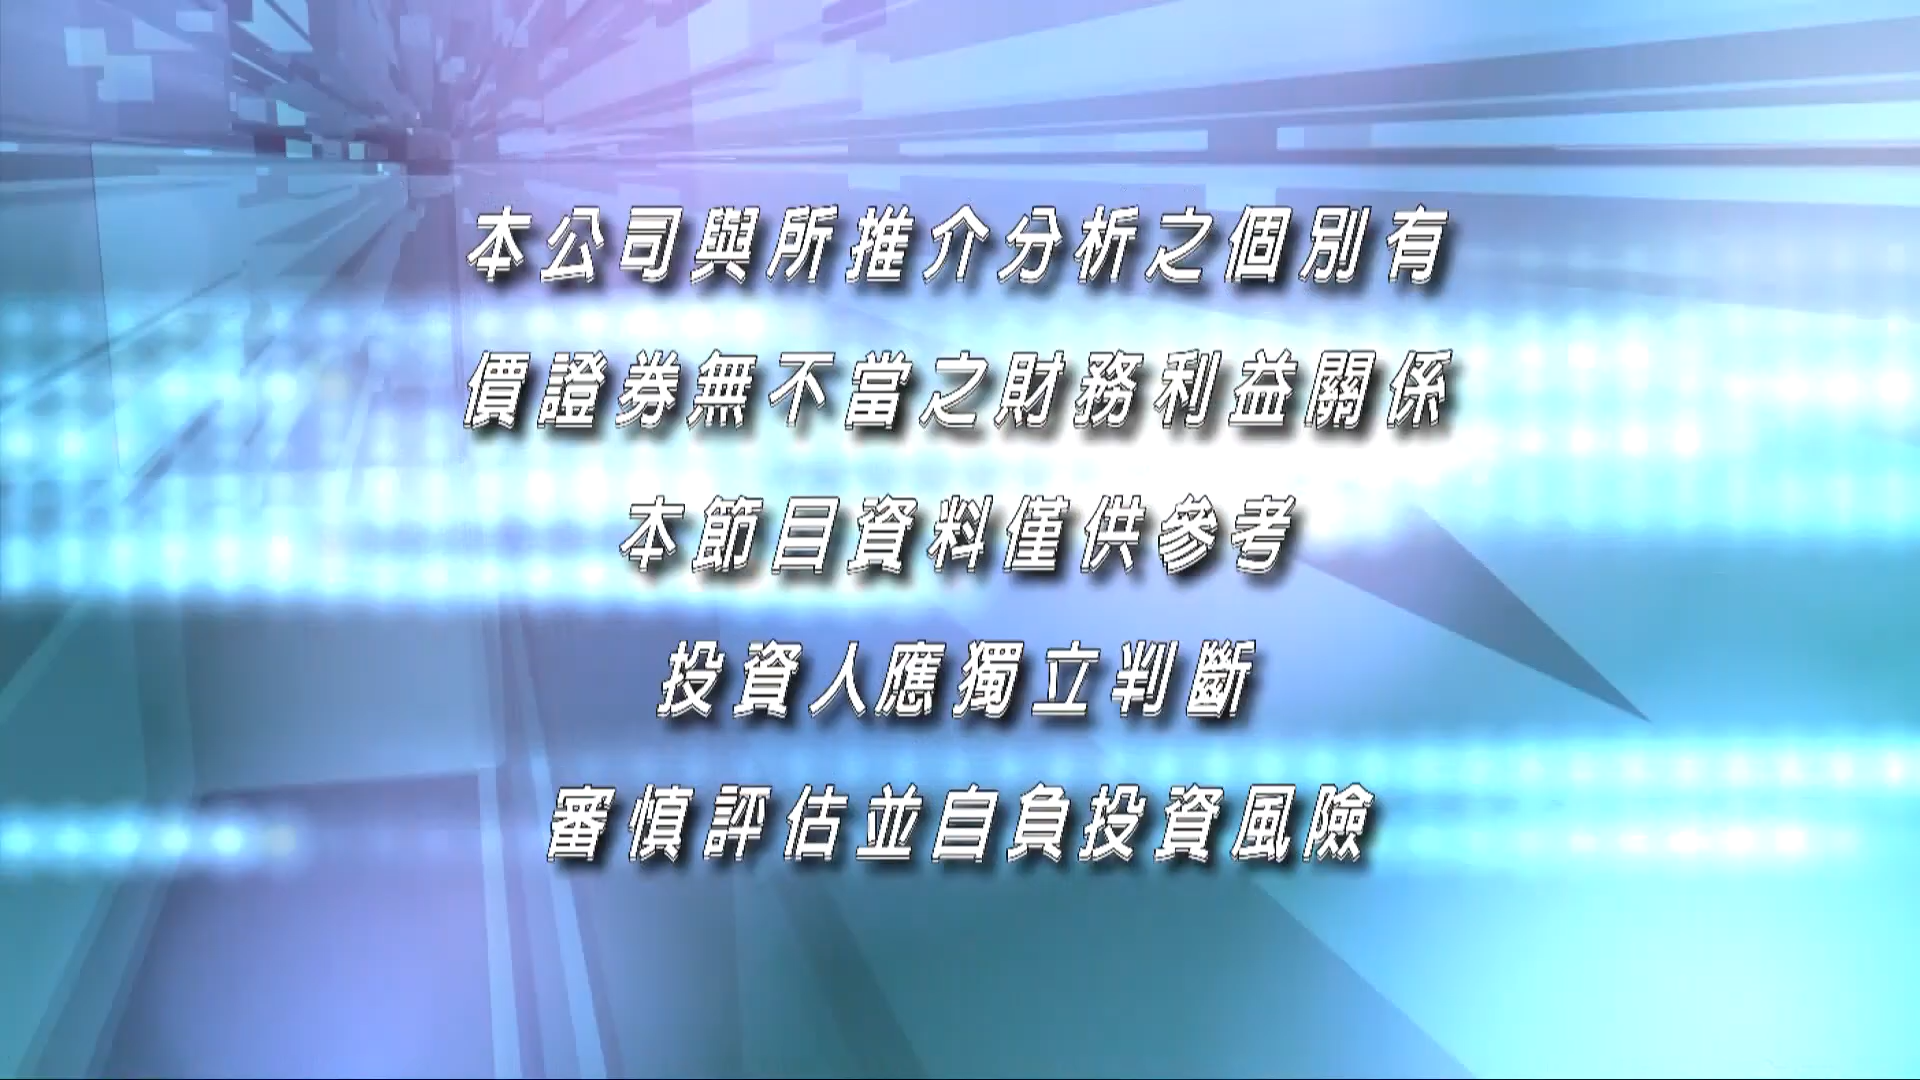 本公司與所推介分析之個別有
價證券無不當之財務利益關係
本節目資料僅供參考
投資人應獨立判斷
審慎評估並自負投資風險